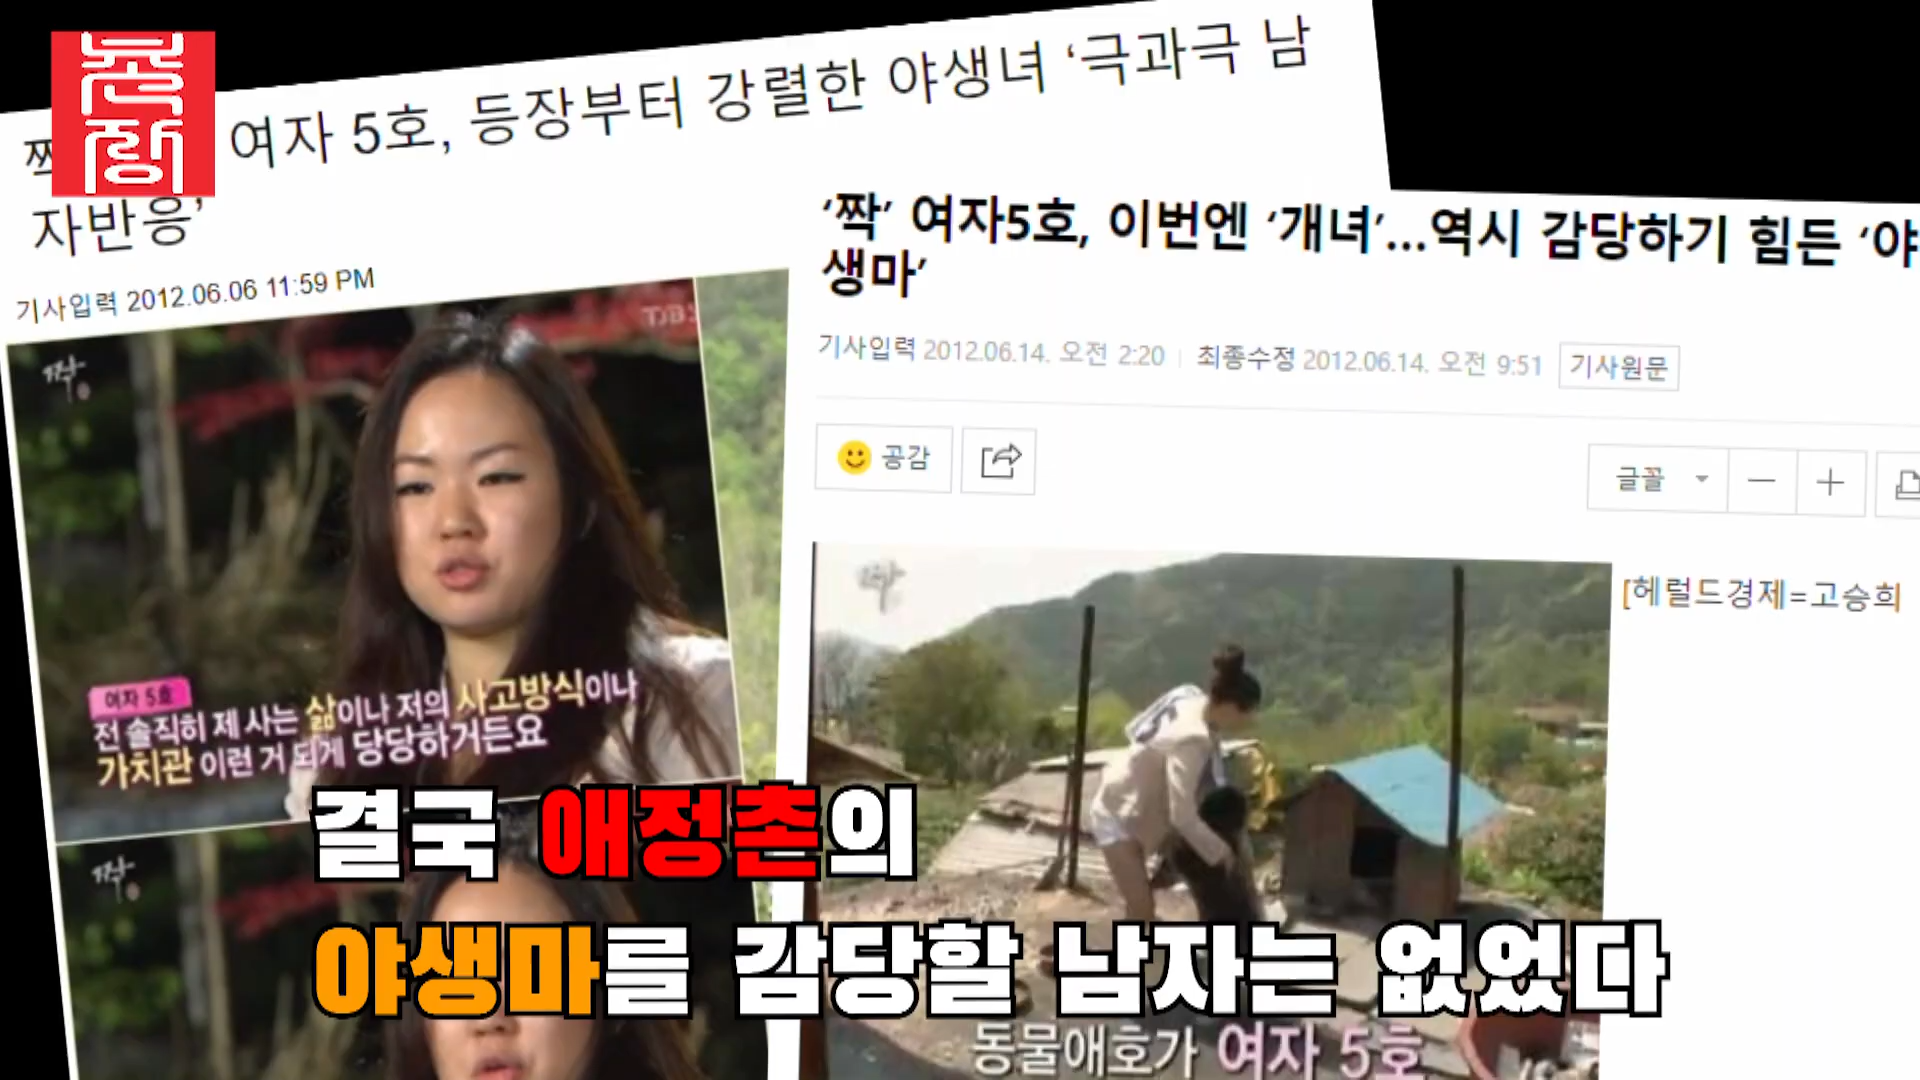 여자 5호, 등장부터 강렬한 야생녀 ‘극과극 남
자반응’
기사입력 2012.06.06 11:59 PM
짝
여자 5호
전 솔직히 제 사는 삶이나 저의 사고방식이나
가치관 이런 거 되게 당당하거든요
짝
‘짝’ 여자5호, 이번엔 ‘개녀’...역시 감당하기 힘든 ‘야
생마’
기사입력 2012.06.14. 오전 2:20 최종수정 2012.06.14. 오전 9:51 기사원문
공감
글꼴
짝
[헤럴드경제=고승희
동물애호가 여자 5호
결국 애정촌의
야생마를 감당할 남자는 없었다